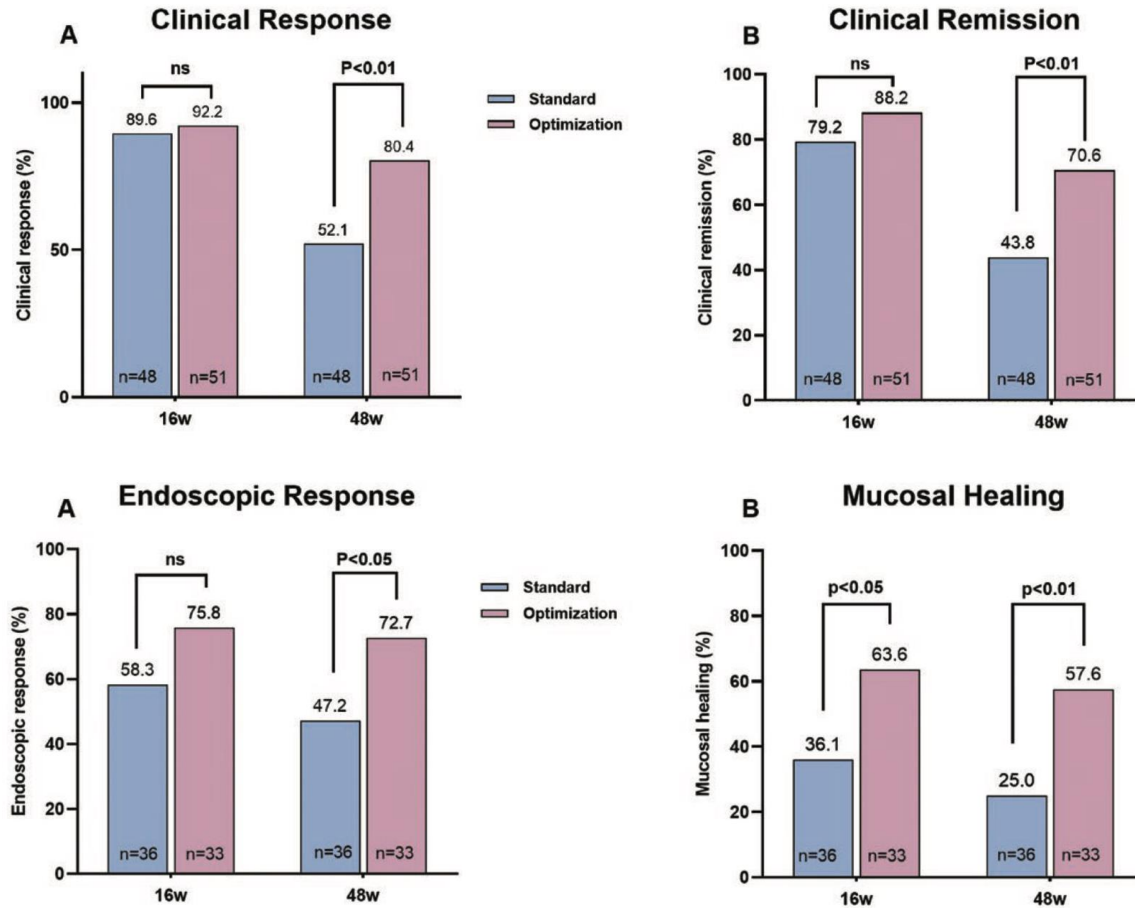 Clinical Response
A
ns
P<0.01
100
89.6
92.2
80.4
52.1
50
0
Clinical response (%)
n=48
n=51
n=48
n=51
16w
48w
Standard
Optimization
Clinical Remission
B
ns
P<0.01
100
88.2
79.2
80
70.6
60
43.8
40
20
0
Clinical remission (%)
n=48
n=51
n=48
n=51
16w
48w
Endoscopic Response
A
ns
P<0.05
100
80
75.8
72.7
58.3
60
47.2
40
20
0
Endoscopic response (%)
n=36
n=33
n=36
n=33
16w
48w
Standard
Optimization
Mucosal Healing
B
p<0.05
p<0.01
100
80
63.6
60
57.6
40
36.1
25.0
20
0
Mucosal healing (%)
n=36
n=33
n=36
n=33
16w
48w